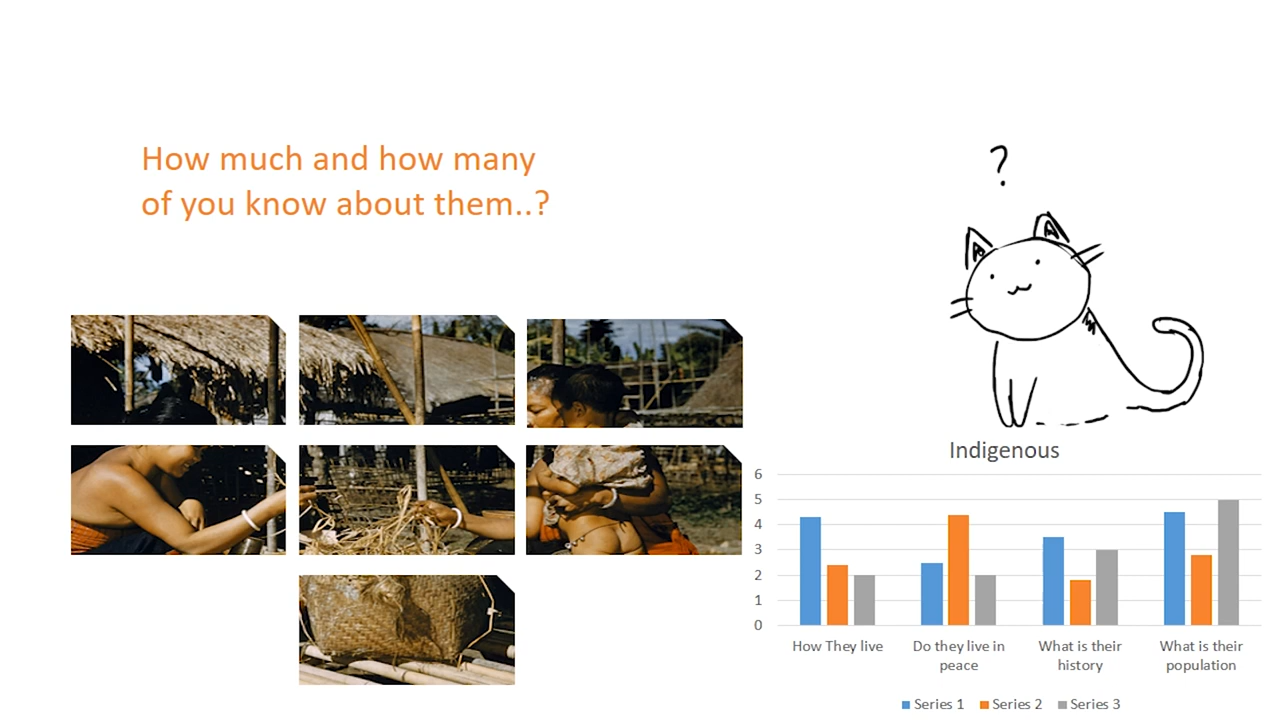 How much and how many
of you know about them..?
?
Indigenous
6
5
4
3
2
1
0
How They live
Do they live in
peace
What is their
history
What is their
population
Series 1
Series 2
Series 3